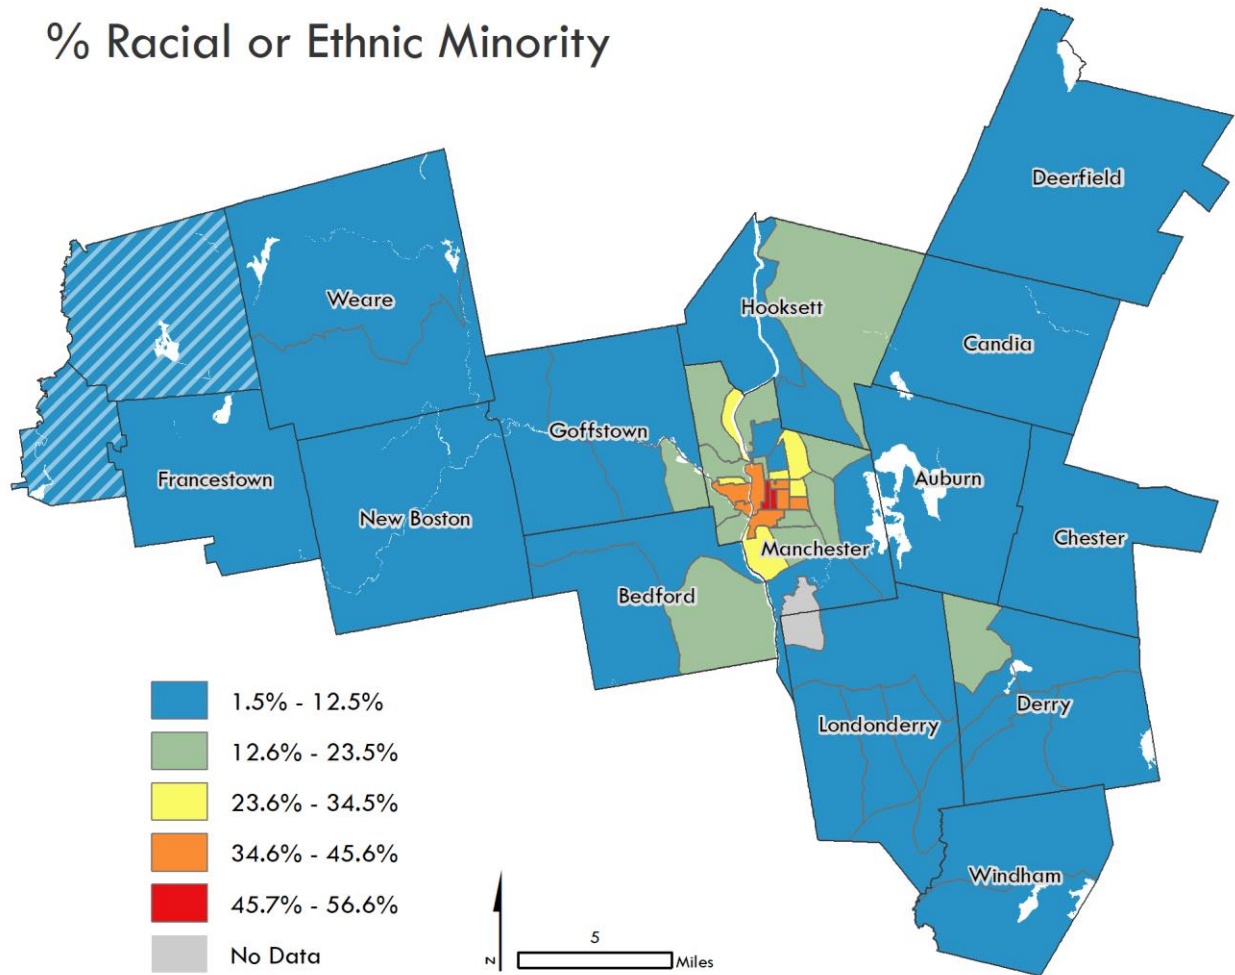 % Racial or Ethnic Minority
Deerfield
Weare
Hooksett
Candia
Goffstown
Francestown
Auburn
New Boston
Chester
Manchester
Bedford
1.5% - 12.5%
Derry
Londonderry
12.6% - 23.5%
23.6% - 34.5%
34.6% - 45.6%
Windham
45.7% - 56.6%
5
No Data
N
Miles